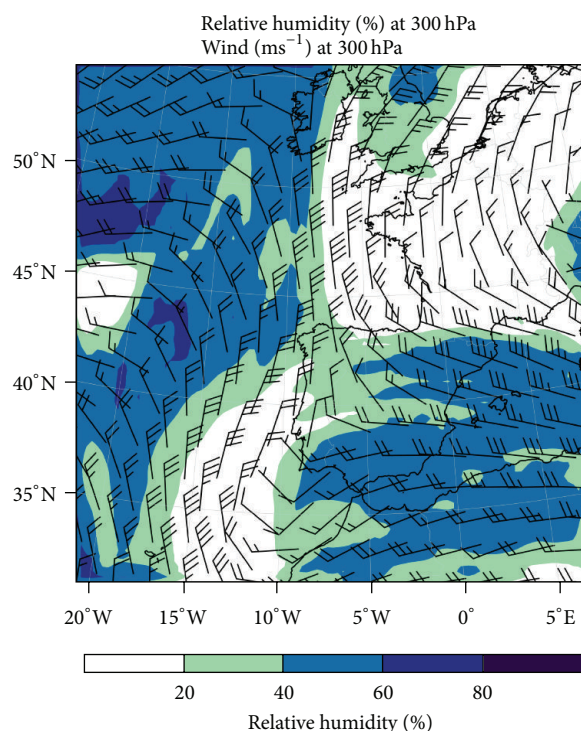 Relative humidity (%) at 300 hPa
Wind (ms⁻¹) at 300 hPa
50°N
45°N
40°N
35°N
20°W
15°W
10°W
5°W
0°
5°E
20
40
60
80
Relative humidity (%)